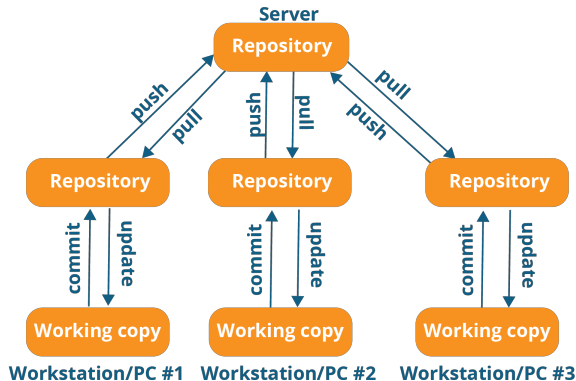 Server
Repository
push
pull
push
pull
push
pull
Repository
Repository
Repository
commit
update
commit
update
commit
update
Working copy
Working copy
Working copy
Workstation/PC #1
Workstation/PC #2
Workstation/PC #3